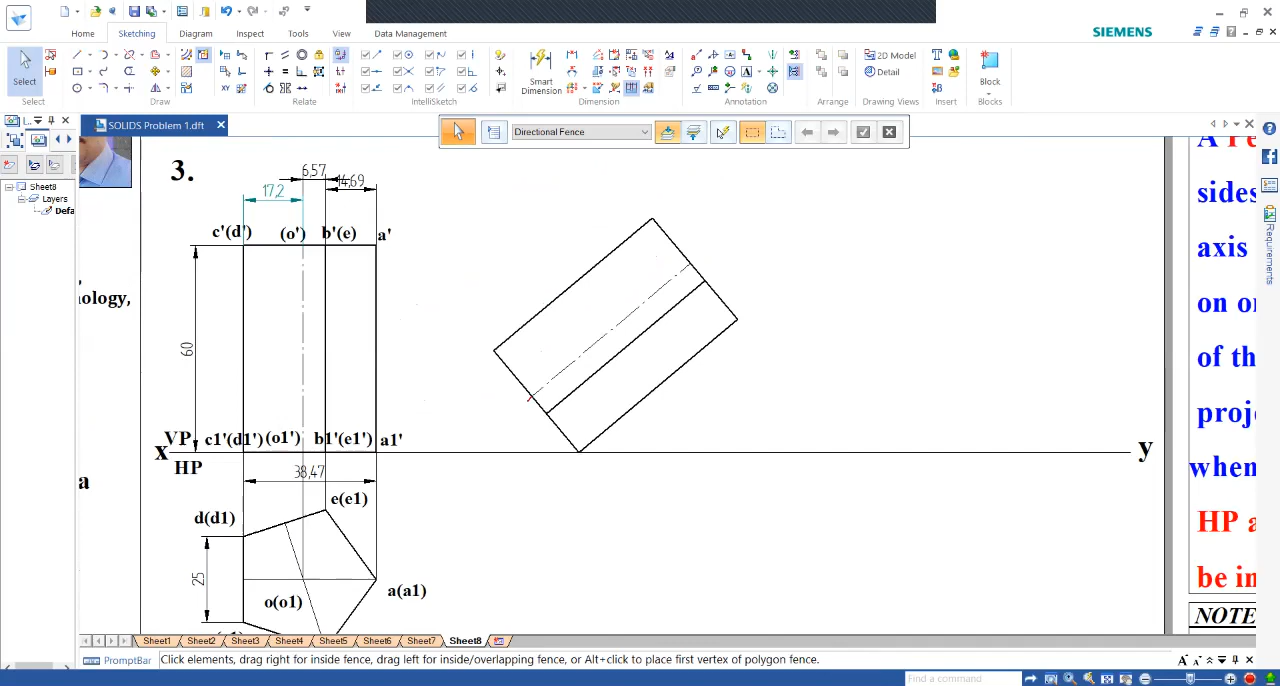 Home Sketching Diagram Inspect Tools View Data Management
SIEMENS
Select
Smart
Dimension
2D Model
Detail
Block
Select Draw Relate IntelliSketch Dimension Annotation Arrange Drawing Views Insert Blocks
SOLIDS Problem 1.dft
Directional Fence
Sheet8
Layers
Defa
3.
6,57
14,69
17,2
c'(d') (o') b'(e) a'
60
VP c1'(d1') (o1') b1'(e1') a1'
x
y
HP
38,47
e(e1)
d(d1)
25
a(a1)
o(o1)
nology,
a
sides
axis
on o
of th
proj
when
HP a
be in
NOTE
Requirements
Sheet1 Sheet2 Sheet3 Sheet4 Sheet5 Sheet6 Sheet7 Sheet8
PromptBar Click elements, drag right for inside fence, drag left for inside/overlapping fence, or Alt+click to place first vertex of polygon fence.
Find a command